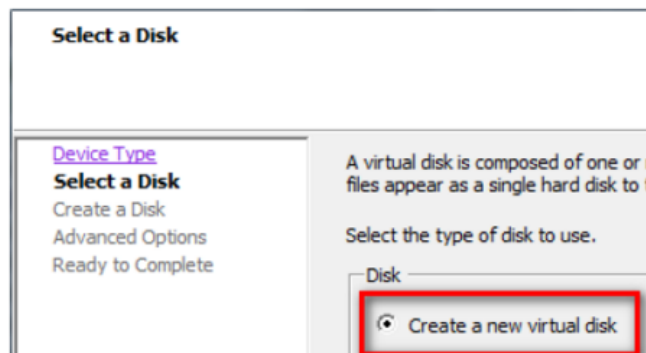 Select a Disk
Device Type
Select a Disk
Create a Disk
Advanced Options
Ready to Complete
A virtual disk is composed of one or
files appear as a single hard disk to
Select the type of disk to use.
Disk
Create a new virtual disk